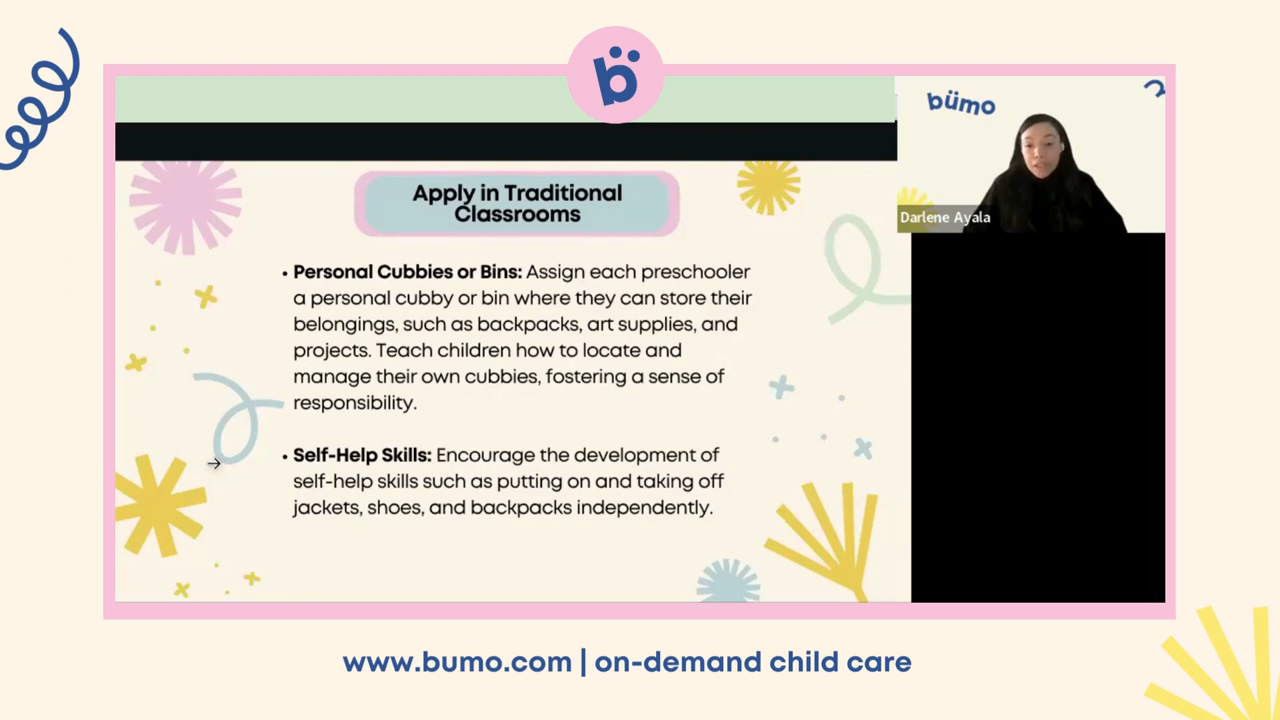 b̈
Apply in Traditional
Classrooms
• Personal Cubbies or Bins: Assign each preschooler
a personal cubby or bin where they can store their
belongings, such as backpacks, art supplies, and
projects. Teach children how to locate and
manage their own cubbies, fostering a sense of
responsibility.
• Self-Help Skills: Encourage the development of
self-help skills such as putting on and taking off
jackets, shoes, and backpacks independently.
bümo
Darlene Ayala
www.bumo.com | on-demand child care